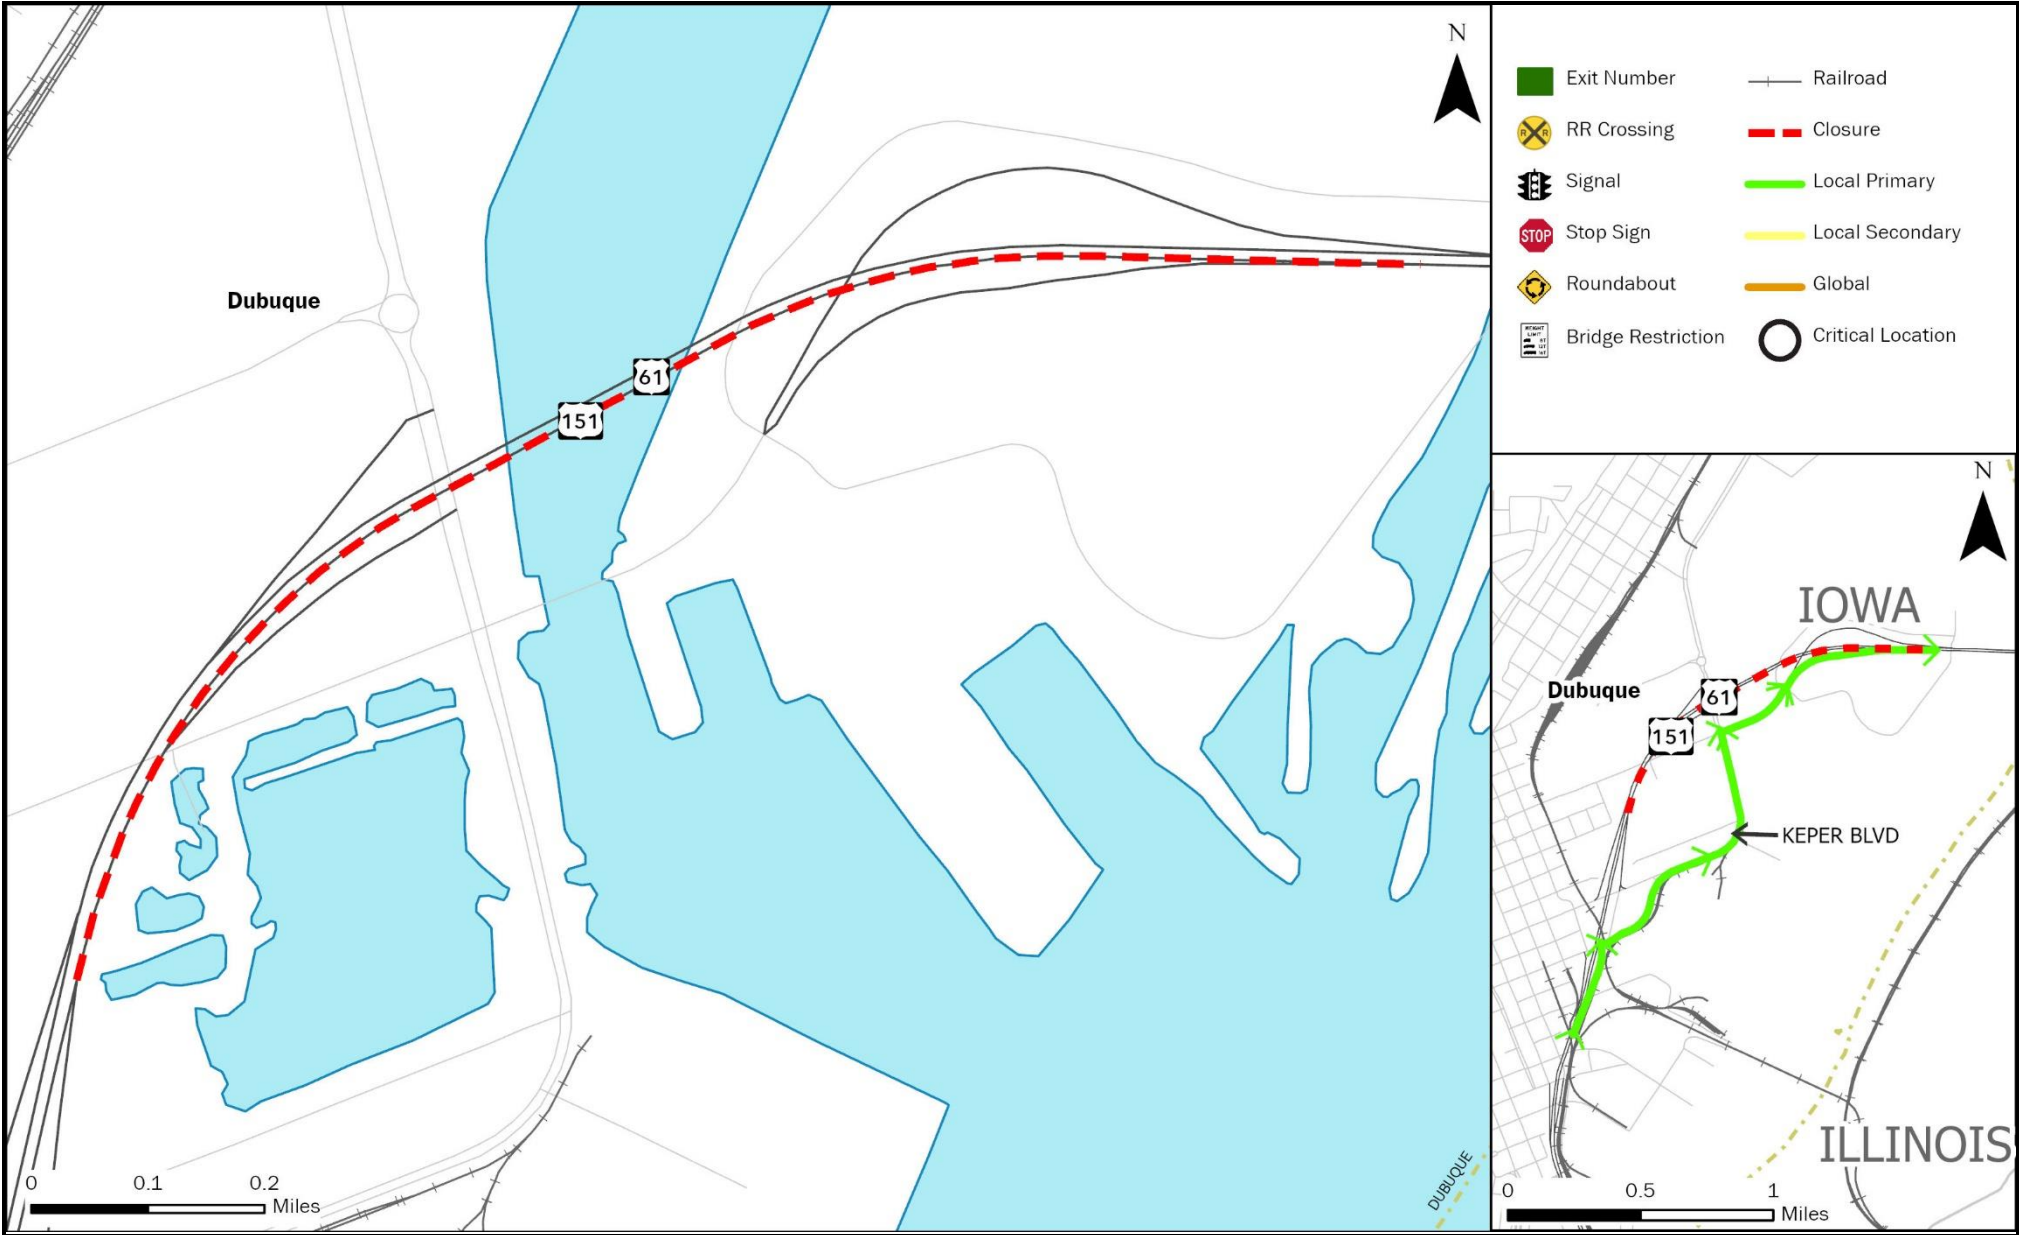 N
Dubuque
61
151
0 0.1 0.2
Miles
DUBUQUE
Exit Number
Railroad
R R
RR Crossing
Closure
Signal
Local Primary
STOP
Stop Sign
Local Secondary
Roundabout
Global
WEIGHT
LIMIT
Bridge Restriction
Critical Location
N
IOWA
Dubuque
61
151
KEPER BLVD
ILLINOIS
0 0.5 1
Miles